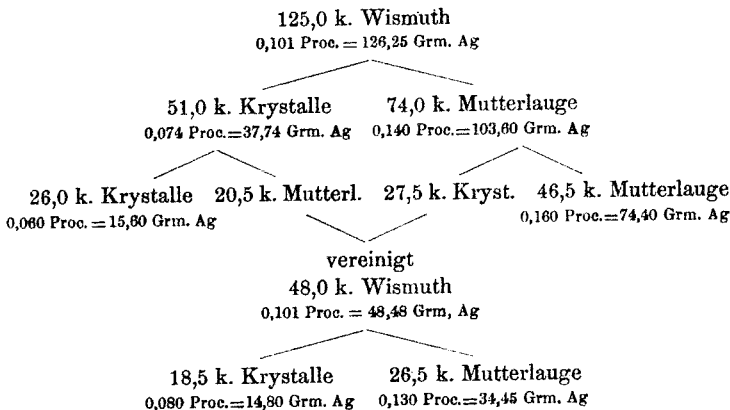 125,0 k. Wismuth
0,101 Proc. = 126,25 Grm. Ag
51,0 k. Krystalle 74,0 k. Mutterlauge
0,074 Proc.=37,74 Grm. Ag 0,140 Proc.=103,60 Grm. Ag
26,0 k. Krystalle 20,5 k. Mutterl. 27,5 k. Kryst. 46,5 k. Mutterlauge
0,060 Proc.=15,60 Grm. Ag 0,160 Proc.=74,40 Grm. Ag
vereinigt
48,0 k. Wismuth
0,101 Proc. = 48,48 Grm, Ag
18,5 k. Krystalle 26,5 k. Mutterlauge
0,080 Proc.=14,80 Grm. Ag 0,130 Proc.=34,45 Grm. Ag